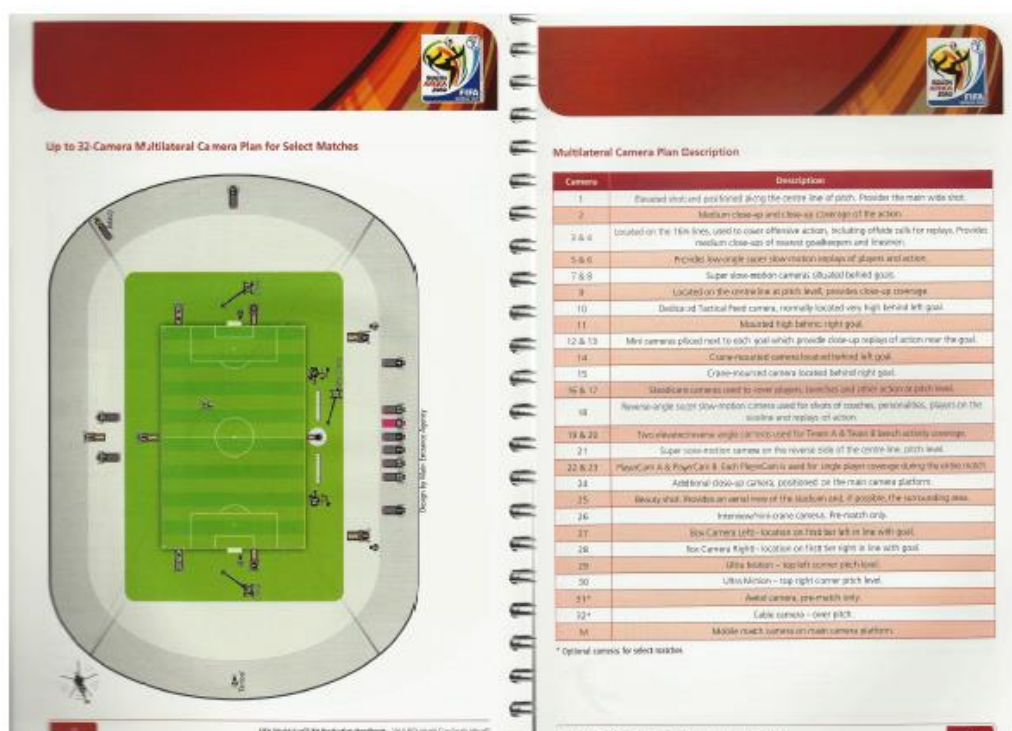 SOUTH
AFRICA
2010
FIFA
Up to 32-Camera Multilateral Camera Plan for Select Matches
Design by Main Entrance Agency
SOUTH
AFRICA
2010
FIFA
Multilateral Camera Plan Description
Camera Description
1 Elevated shot and positioned along the centre line of pitch. Provides the main wide shot.
2 Medium close-up and close-up coverage of the action.
3 & 4 Located on the 16m lines, used to cover offensive action, including offside calls for replays. Provides
medium close-ups of nearest goalkeepers and linesmen.
5 & 6 Provides low-angle super slow-motion replays of players and action.
7 & 8 Super slow-motion cameras situated behind goals.
9 Located on the centre line at pitch level, provides close-up coverage.
10 Dedicated Tactical Feed camera, normally located very high behind left goal.
11 Mounted high behind right goal.
12 & 13 Mini cameras placed next to each goal which provide close-up replays of action near the goal.
14 Crane-mounted camera located behind left goal.
15 Crane-mounted camera located behind right goal.
16 & 17 Steadicam cameras used to cover players, benches and other action at pitch level.
18 Reverse-angle super slow-motion camera used for shots of coaches, personalities, players on the
sideline and replays of action.
19 & 20 Two elevated reverse angle cameras used for Team A & Team B bench activity coverage.
21 Super slow-motion camera on the reverse side of the centre line, pitch level.
22 & 23 PlayerCam A & PlayerCam B. Each PlayerCam is used for single player coverage during the entire match.
24 Additional close-up camera, positioned on the main camera platform.
25 Beauty shot. Provides an aerial view of the stadium and, if possible, the surrounding area.
26 Interview/mini crane camera. Pre-match only.
27 Box Camera Left - location on first tier left in line with goal.
28 Box Camera Right - location on first tier right in line with goal.
29 Ultra Motion – top left corner pitch level.
30 Ultra Motion – top right corner pitch level.
31* Aerial camera, pre-match only.
32* Cable camera – over pitch.
M Mobile match camera on main camera platform.
* Optional cameras for select matches